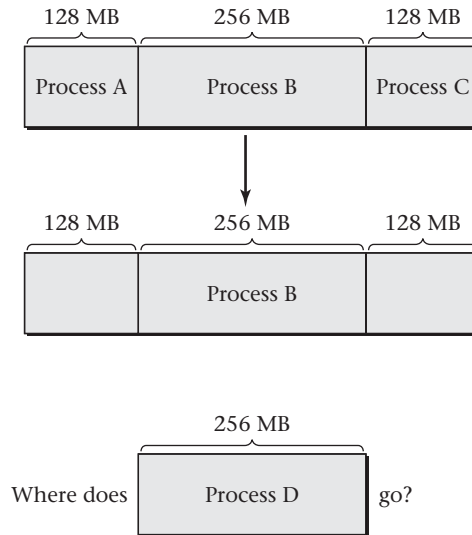 128 MB 256 MB 128 MB
Process A Process B Process C
128 MB 256 MB 128 MB
Process B
256 MB
Where does Process D go?